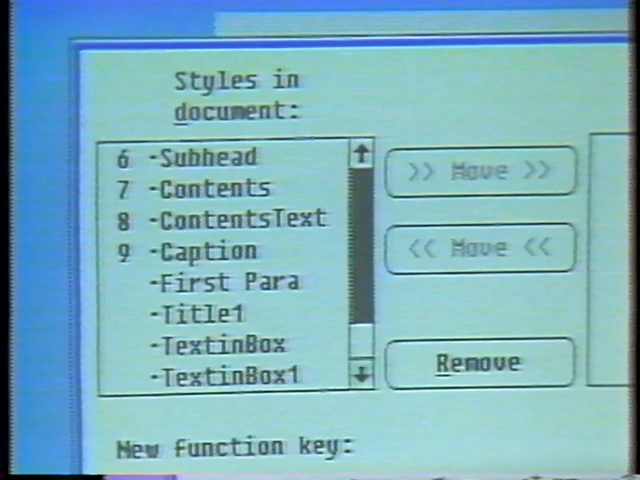 Styles in
document:
6 -Subhead
7 -Contents
8 -ContentsText
9 -Caption
-First Para
-Title1
-TextinBox
-TextinBox1
>> Move >>
<< Move <<
Remove
New function key: